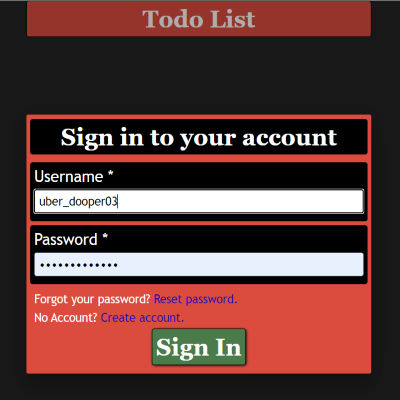 Todo List
Sign in to your account
Username *
uber_dooper03
Password *
•••••••••••••
Forgot your password? Reset password.
No Account? Create account.
Sign In